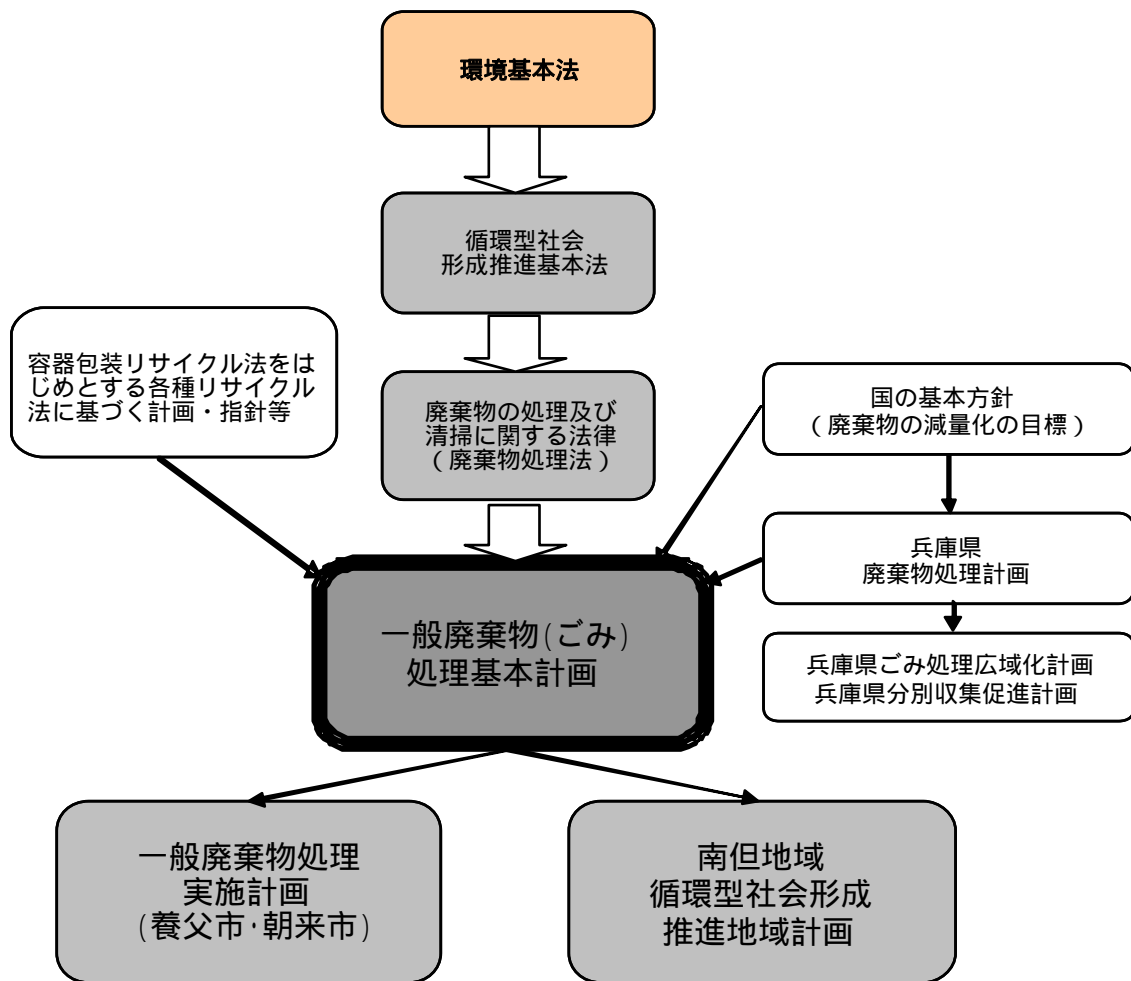 環境基本法
循環型社会
形成推進基本法
容器包装リサイクル法をは
じめとする各種リサイクル
法に基づく計画・指針等
廃棄物の処理及び
清掃に関する法律
(廃棄物処理法)
国の基本方針
(廃棄物の減量化の目標)
兵庫県
廃棄物処理計画
兵庫県ごみ処理広域化計画
兵庫県分別収集促進計画
一般廃棄物(ごみ)
処理基本計画
一般廃棄物処理
実施計画
(養父市・朝来市)
南但地域
循環型社会形成
推進地域計画